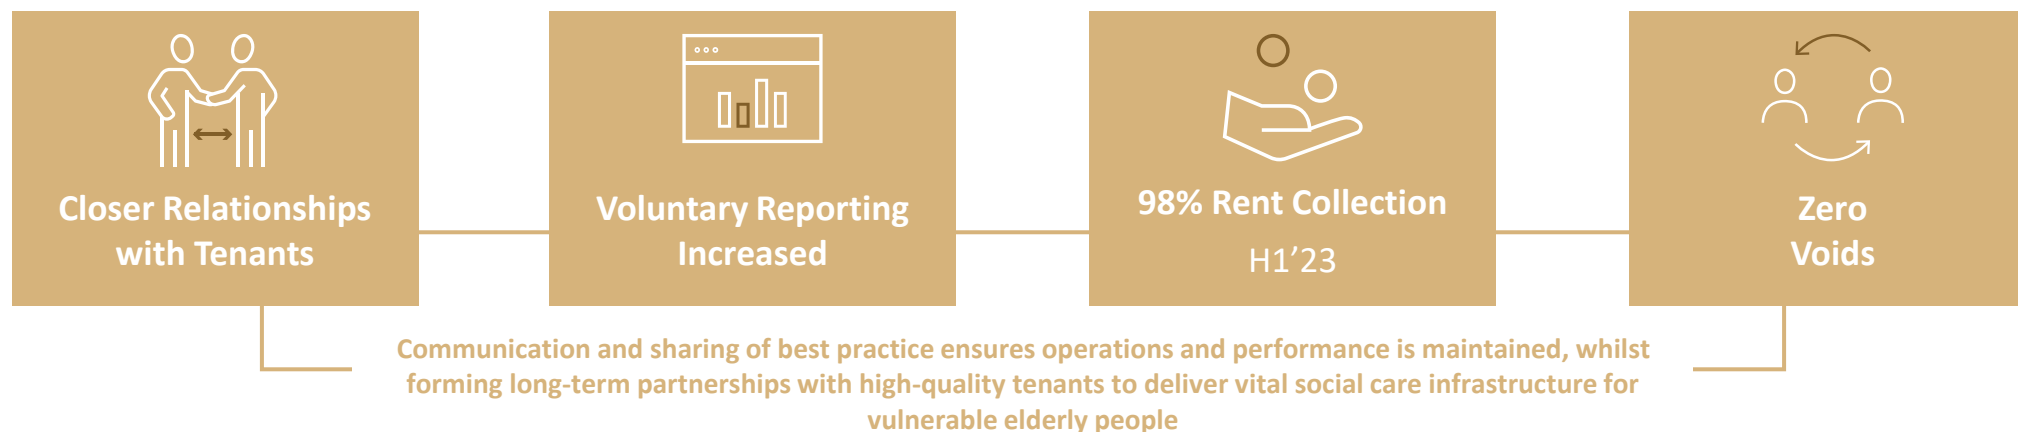 Closer Relationships
with Tenants
Voluntary Reporting
Increased
98% Rent Collection
H1’23
Zero
Voids
Communication and sharing of best practice ensures operations and performance is maintained, whilst
forming long-term partnerships with high-quality tenants to deliver vital social care infrastructure for
vulnerable elderly people